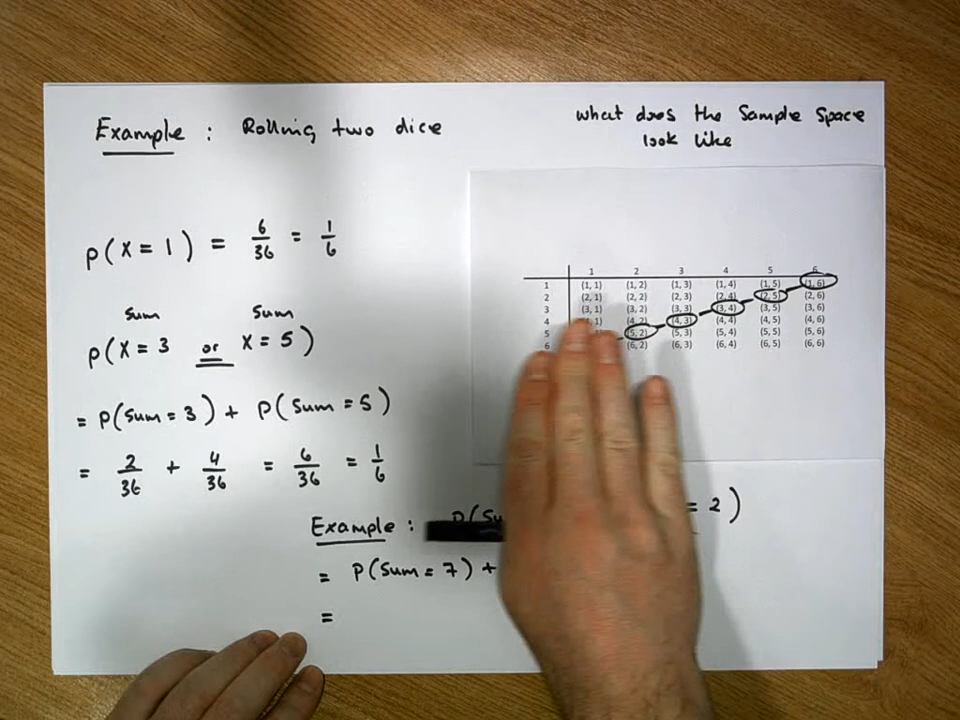 Example : Rolling two dice
what does the Sample Space
look like
P(X = 1) = 6/36 = 1/6
Sum Sum
P(X = 3 or X = 5)
= P(Sum = 3) + P(Sum = 5)
= 2/36 + 4/36 = 6/36 = 1/6
1 2 3 4 5 6
1 (1, 1) (1, 2) (1, 3) (1, 4) (1, 5) (1, 6)
2 (2, 1) (2, 2) (2, 3) (2, 4) (2, 5) (2, 6)
3 (3, 1) (3, 2) (3, 3) (3, 4) (3, 5) (3, 6)
4 (4, 2) (4, 3) (4, 4) (4, 5) (4, 6)
5 (5, 2) (5, 3) (5, 4) (5, 5) (5, 6)
6 (6, 2) (6, 3) (6, 4) (6, 5) (6, 6)
Example : P(Su = 2)
= P(Sum = 7) +
=